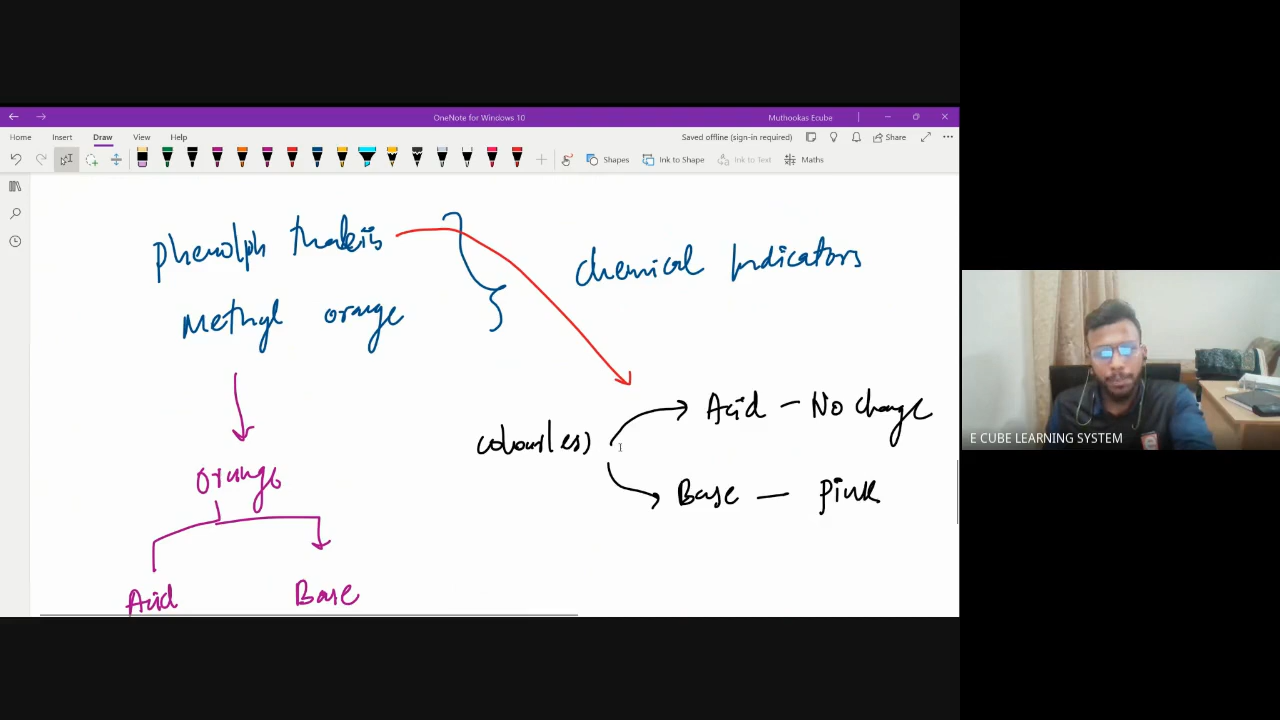 OneNote for Windows 10
Muthookas Ecube
Home Insert Draw View Help
Saved offline (sign-in required)
Share
Shapes
Ink to Shape
Ink to Text
Maths
phenolph
methyl orange
chemical Indicators
orange
Acid
Base
colourless
Acid - No change
Base - pink
E CUBE LEARNING SYSTEM